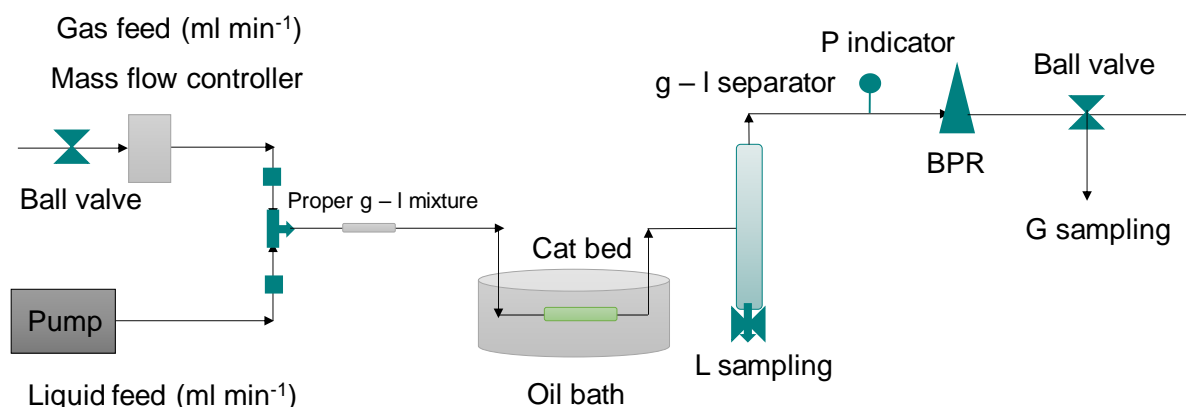 Gas feed (ml min⁻¹)
Mass flow controller
Ball valve
Proper g – l mixture
Pump
Liquid feed (ml min⁻¹)
Cat bed
Oil bath
g – l separator
P indicator
BPR
Ball valve
L sampling
G sampling